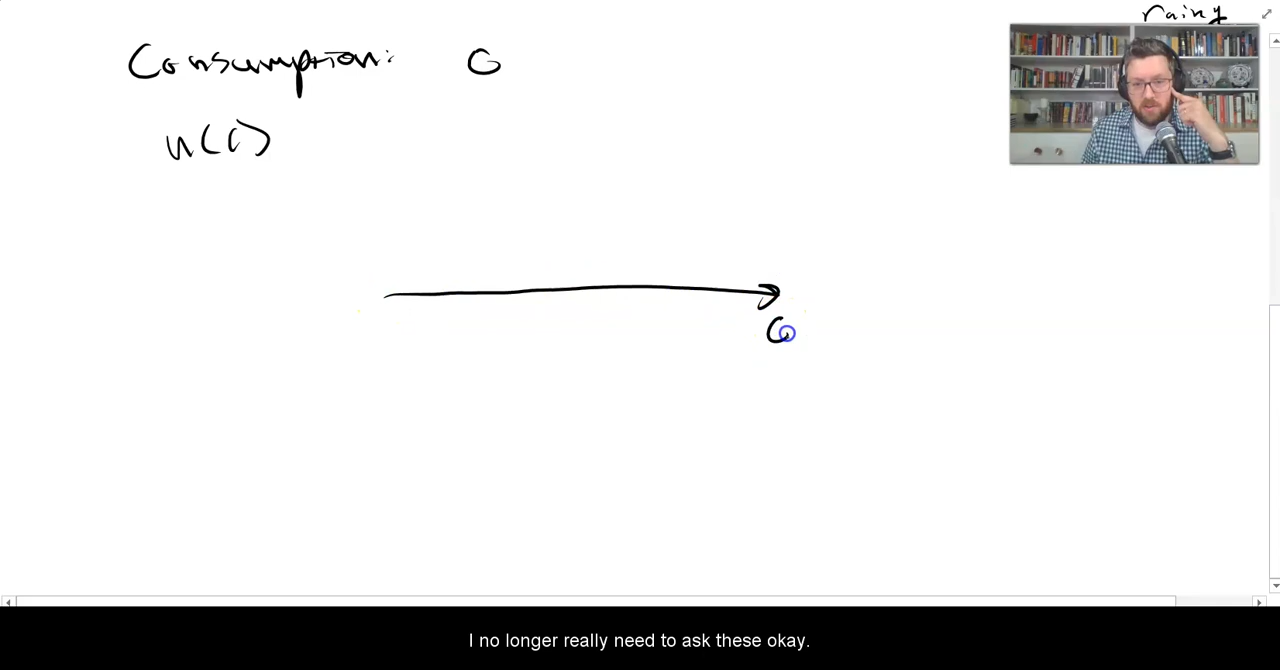 rainy
Consumption: C
u(c)
C
I no longer really need to ask these okay.